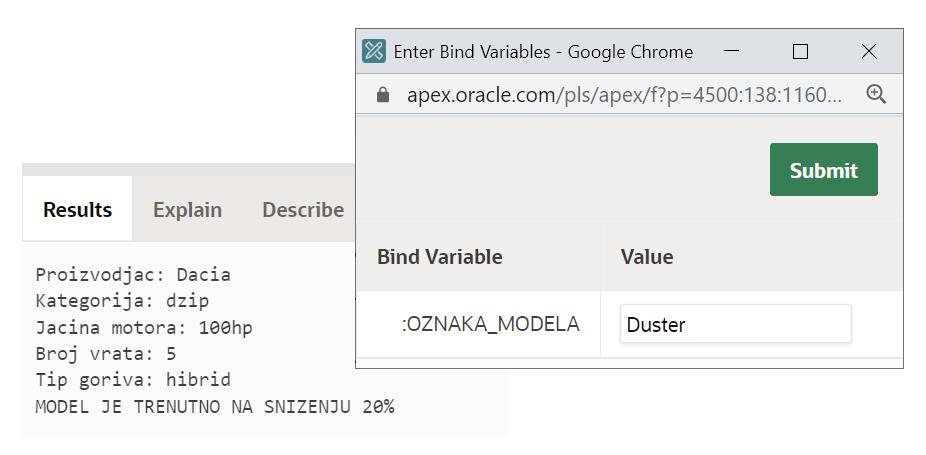 Enter Bind Variables - Google Chrome
apex.oracle.com/pls/apex/f?p=4500:138:1160...
Submit
Bind Variable Value
:OZNAKA_MODELA Duster
Results Explain Describe
Proizvodjac: Dacia
Kategorija: dzip
Jacina motora: 100hp
Broj vrata: 5
Tip goriva: hibrid
MODEL JE TRENUTNO NA SNIZENJU 20%